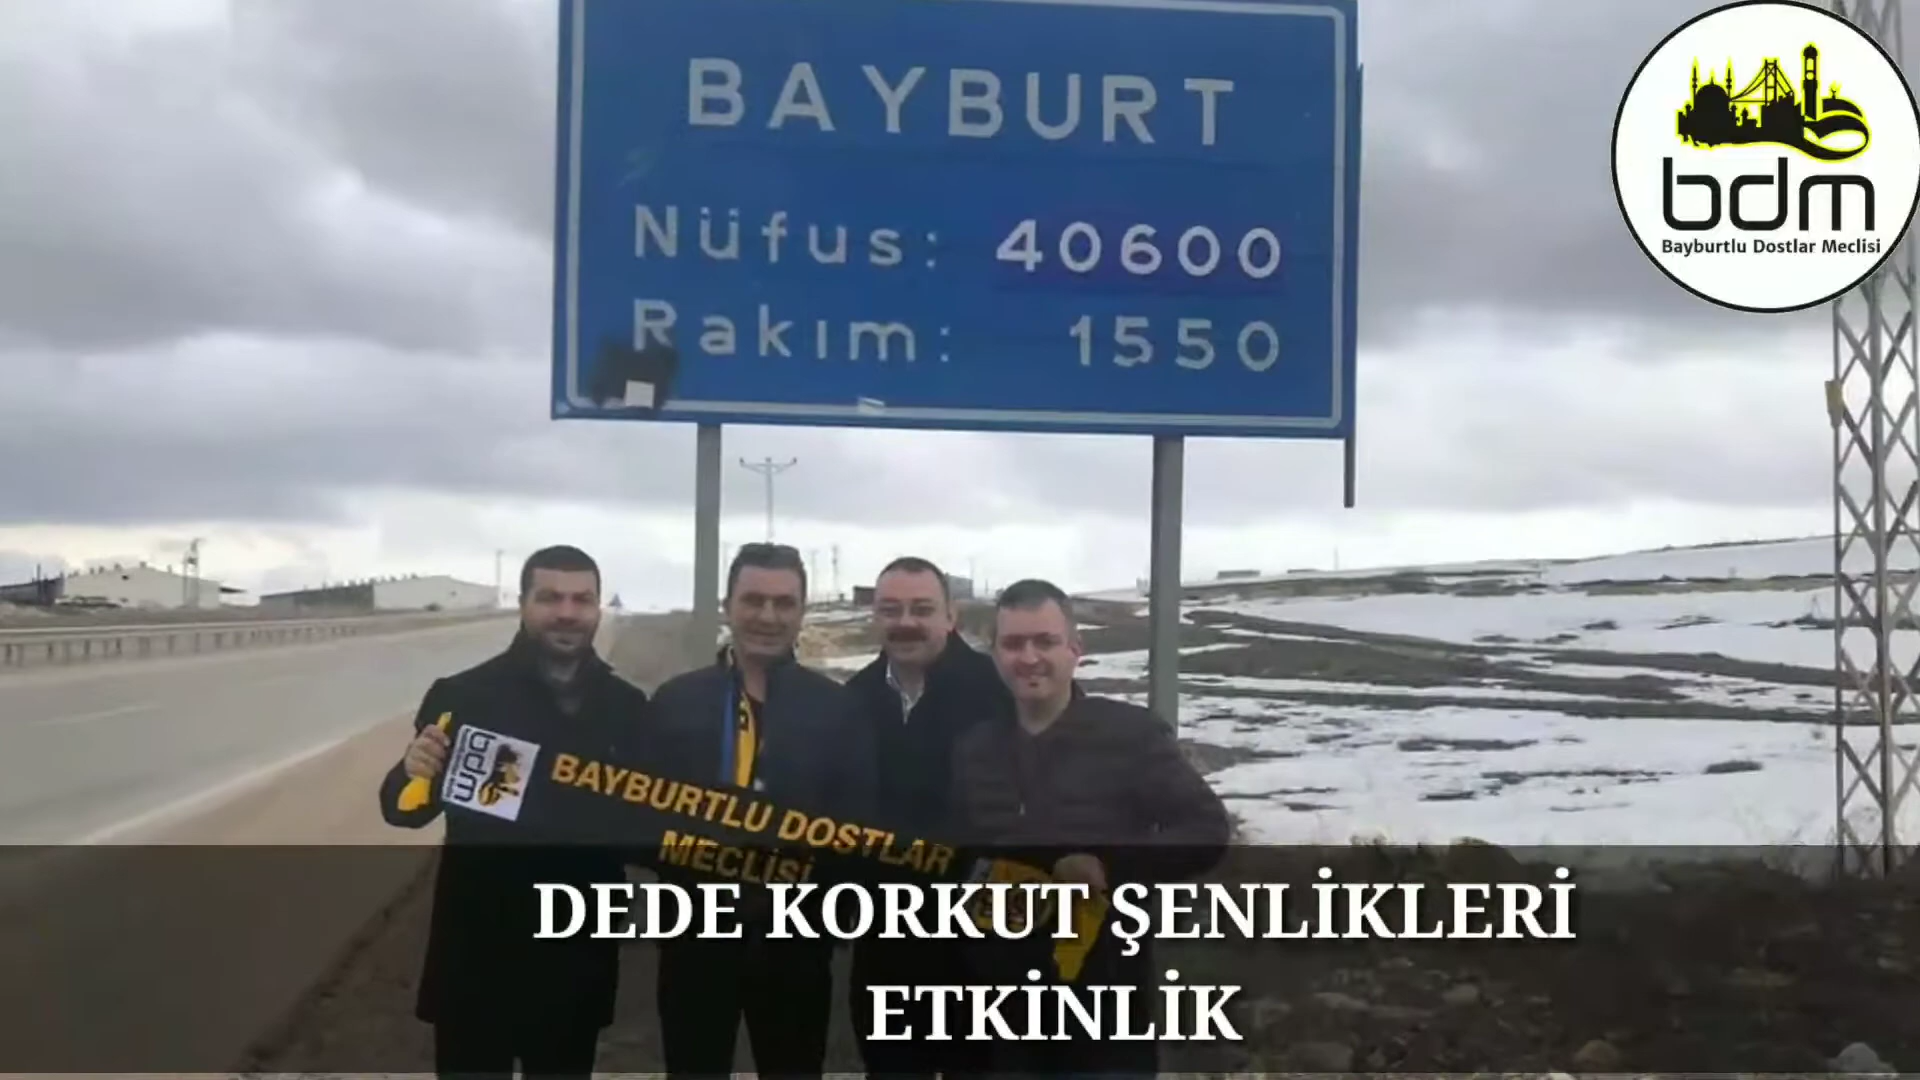 BAYBURT
Nüfus: 40600
Rakım: 1550
bdm
Bayburtlu Dostlar Meclisi
bdm
BAYBURTLU DOSTLAR
MECLİSİ
DEDE KORKUT ŞENLİKLERİ
ETKİNLİK